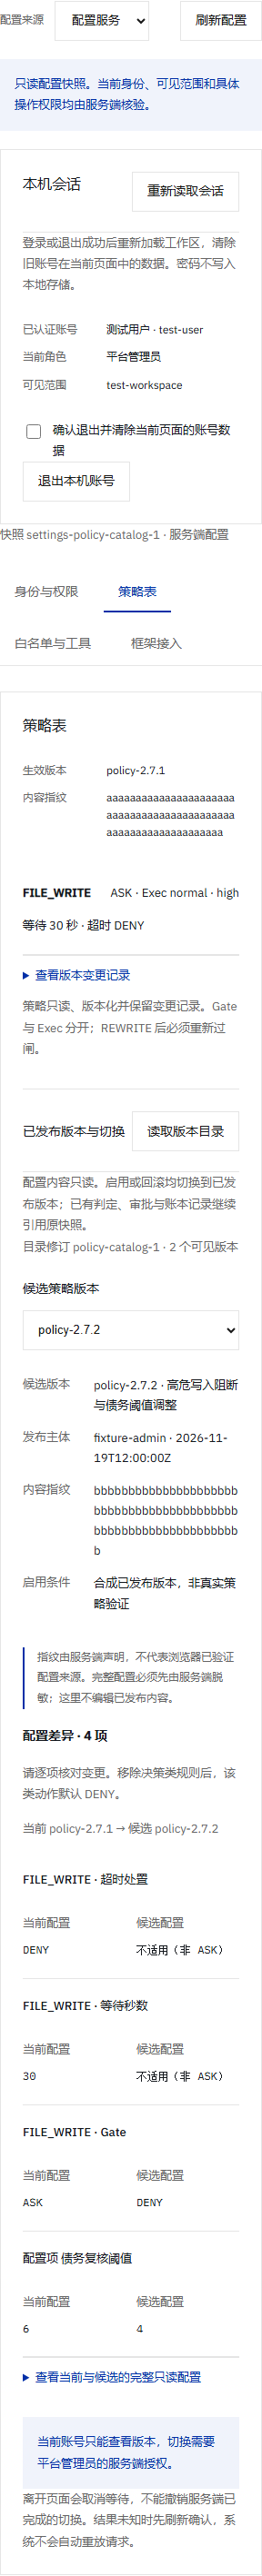 配置来源 配置服务 刷新配置
只读配置快照。当前身份、可见范围和具体
操作权限均由服务端核验。
本机会话 重新读取会话
登录或退出成功后重新加载工作区，清除
旧账号在当前页面中的数据。密码不写入
本地存储。
已认证账号 测试用户 · test-user
当前角色 平台管理员
可见范围 test-workspace
确认退出并清除当前页面的账号数
据
退出本机账号
快照 settings-policy-catalog-1 · 服务端配置
身份与权限 策略表
白名单与工具 框架接入
策略表
生效版本 policy-2.7.1
内容指纹 aaaaaaaaaaaaaaaaaaaaaa
aaaaaaaaaaaaaaaaaaaaaa
aaaaaaaaaaaaaaaaaaaa
FILE_WRITE ASK · Exec normal · high
等待 30 秒 · 超时 DENY
查看版本变更记录
策略只读、版本化并保留变更记录。Gate
与 Exec 分开；REWRITE 后必须重新过
闸。
已发布版本与切换 读取版本目录
配置内容只读。启用或回滚均切换到已发
布版本；已有判定、审批与账本记录继续
引用原快照。
目录修订 policy-catalog-1 · 2 个可见版本
候选策略版本
policy-2.7.2
候选版本 policy-2.7.2 · 高危写入阻断
与债务阈值调整
发布主体 fixture-admin · 2026-11-
19T12:00:00Z
内容指纹 bbbbbbbbbbbbbbbbbbbbb
bbbbbbbbbbbbbbbbbbbbb
bbbbbbbbbbbbbbbbbbbbb
b
启用条件 合成已发布版本，非真实策
略验证
指纹由服务端声明，不代表浏览器已验证
配置来源。完整配置必须先由服务端脱
敏；这里不编辑已发布内容。
配置差异 · 4 项
请逐项核对变更。移除决策类规则后，该
类动作默认 DENY。
当前 policy-2.7.1 → 候选 policy-2.7.2
FILE_WRITE · 超时处置
当前配置 候选配置
DENY 不适用（非 ASK）
FILE_WRITE · 等待秒数
当前配置 候选配置
30 不适用（非 ASK）
FILE_WRITE · Gate
当前配置 候选配置
ASK DENY
配置项 债务复核阈值
当前配置 候选配置
6 4
查看当前与候选的完整只读配置
当前账号只能查看版本，切换需要
平台管理员的服务端授权。
离开页面会取消等待，不能撤销服务端已
完成的切换。结果未知时先刷新确认，系
统不会自动重放请求。